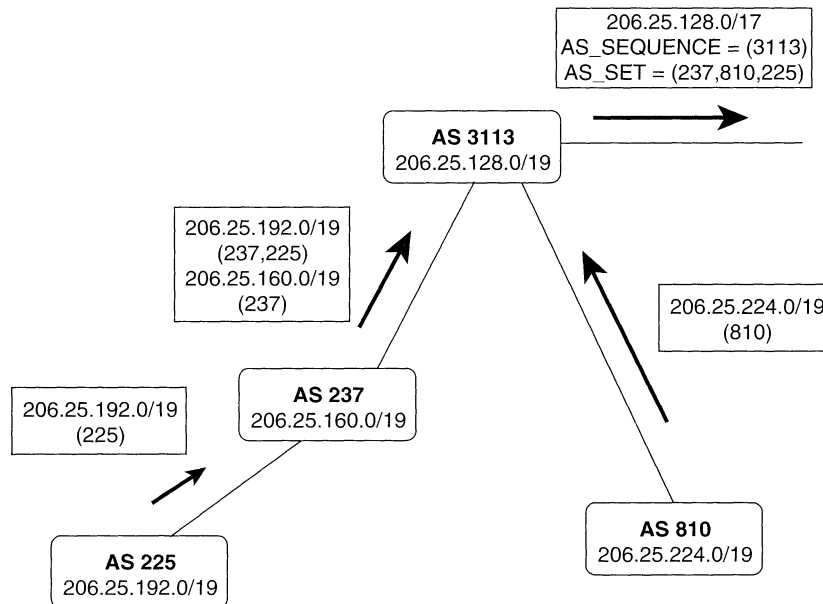 206.25.128.0/17
AS_SEQUENCE = (3113)
AS_SET = (237,810,225)
AS 3113
206.25.128.0/19
206.25.192.0/19
(237,225)
206.25.160.0/19
(237)
206.25.224.0/19
(810)
AS 237
206.25.160.0/19
206.25.192.0/19
(225)
AS 810
206.25.224.0/19
AS 225
206.25.192.0/19